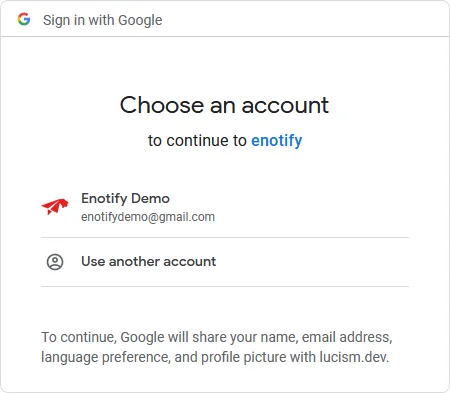 Sign in with Google
Choose an account
to continue to enotify
Enotify Demo
enotifydemo@gmail.com
Use another account
To continue, Google will share your name, email address,
language preference, and profile picture with lucism.dev.